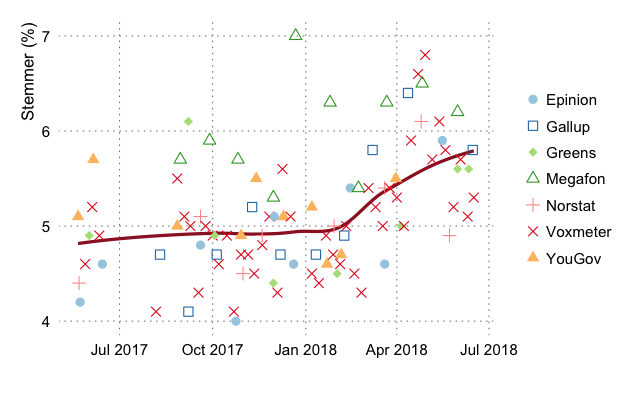 Stemmer (%)
7
6
5
4
Jul 2017
Oct 2017
Jan 2018
Apr 2018
Jul 2018
Epinion
Gallup
Greens
Megafon
Norstat
Voxmeter
YouGov